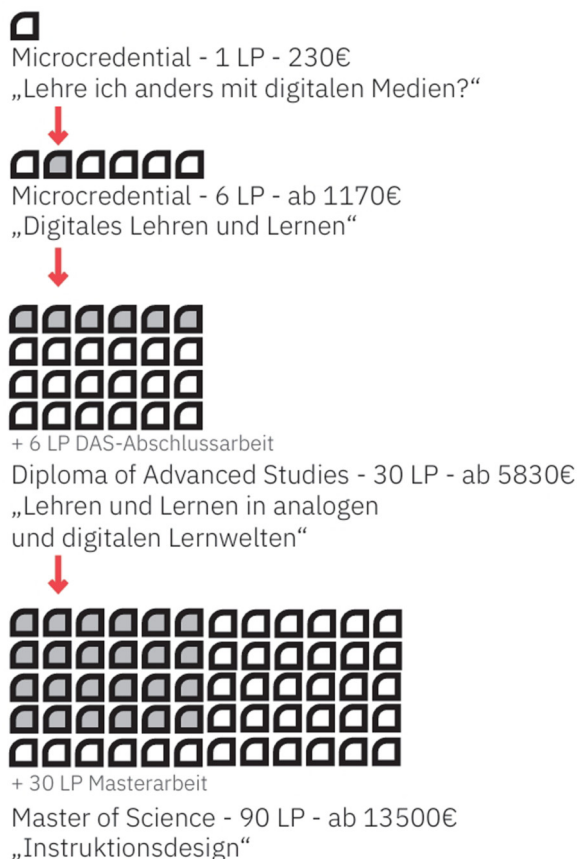 Microcredential - 1 LP - 230€
„Lehre ich anders mit digitalen Medien?“
Microcredential - 6 LP - ab 1170€
„Digitales Lehren und Lernen“
+ 6 LP DAS-Abschlussarbeit
Diploma of Advanced Studies - 30 LP - ab 5830€
„Lehren und Lernen in analogen
und digitalen Lernwelten“
+ 30 LP Masterarbeit
Master of Science - 90 LP - ab 13500€
„Instruktionsdesign“